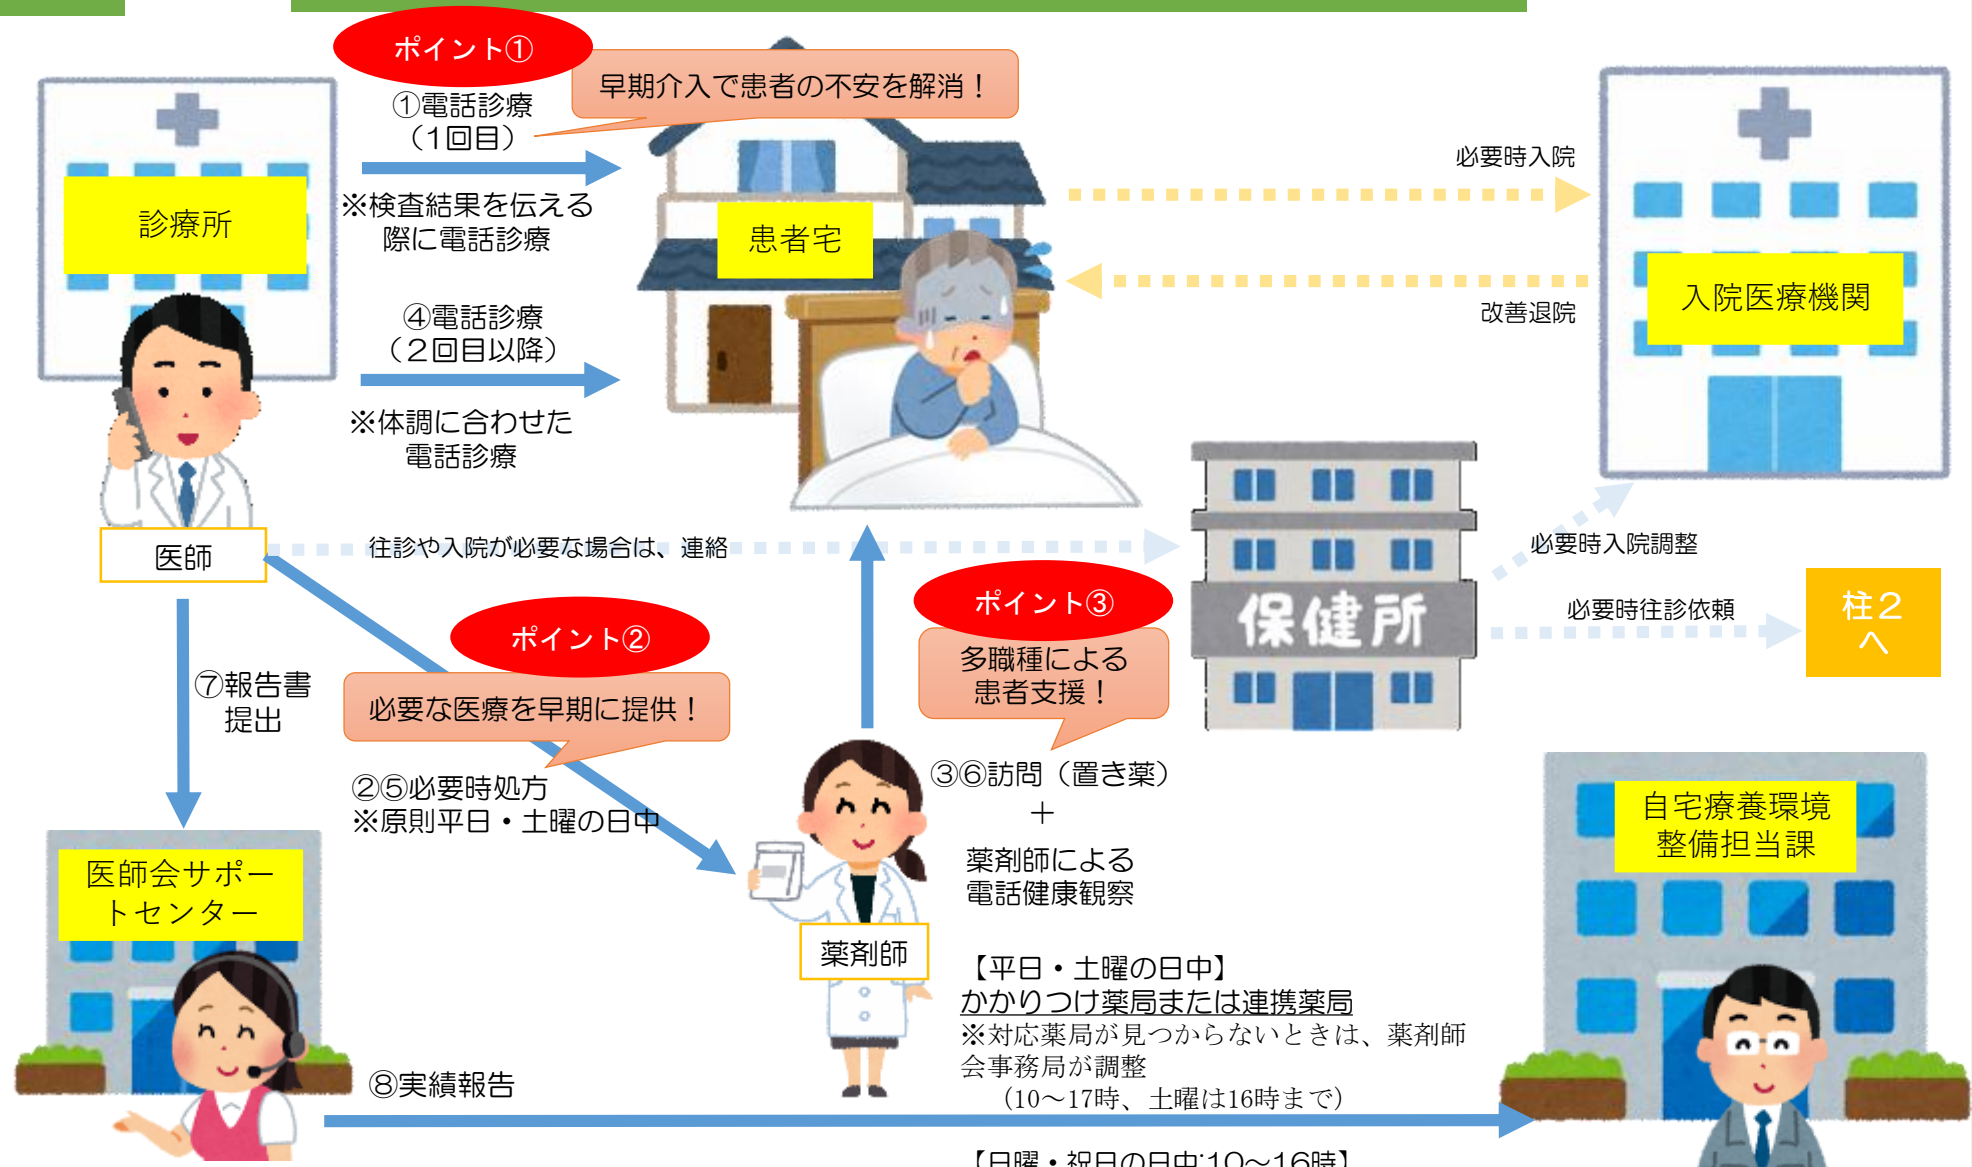 ポイント①
早期介入で患者の不安を解消！
①電話診療
（1回目）
※検査結果を伝える
際に電話診療
診療所
患者宅
必要時入院
改善退院
入院医療機関
④電話診療
（２回目以降）
※体調に合わせた
電話診療
医師
往診や入院が必要な場合は、連絡
保健所
必要時入院調整
必要時往診依頼
柱２
へ
ポイント②
必要な医療を早期に提供！
②⑤必要時処方
※原則平日・土曜の日中
ポイント③
多職種による
患者支援！
③⑥訪問（置き薬）
＋
薬剤師による
電話健康観察
薬剤師
⑦報告書
提出
医師会サポー
トセンター
⑧実績報告
自宅療養環境
整備担当課
【平日・土曜の日中】
かかりつけ薬局または連携薬局
※対応薬局が見つからないときは、薬剤師
会事務局が調整
（10～17時、土曜は16時まで）
【日曜・祝日の日中:10～16時】